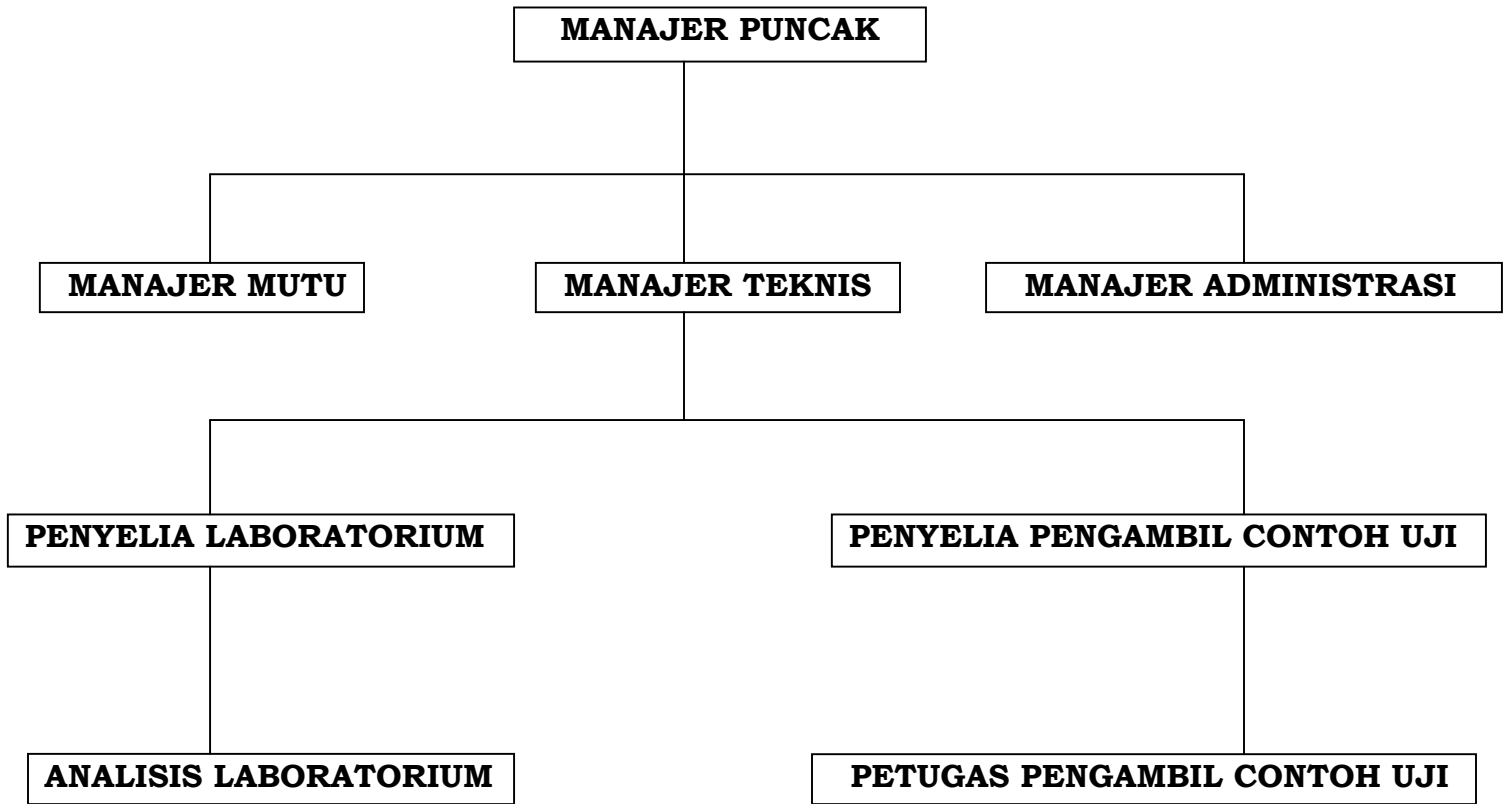 MANAJER PUNCAK
MANAJER MUTU
MANAJER TEKNIS
MANAJER ADMINISTRASI
PENYELIA LABORATORIUM
PENYELIA PENGAMBIL CONTOH UJI
ANALISIS LABORATORIUM
PETUGAS PENGAMBIL CONTOH UJI